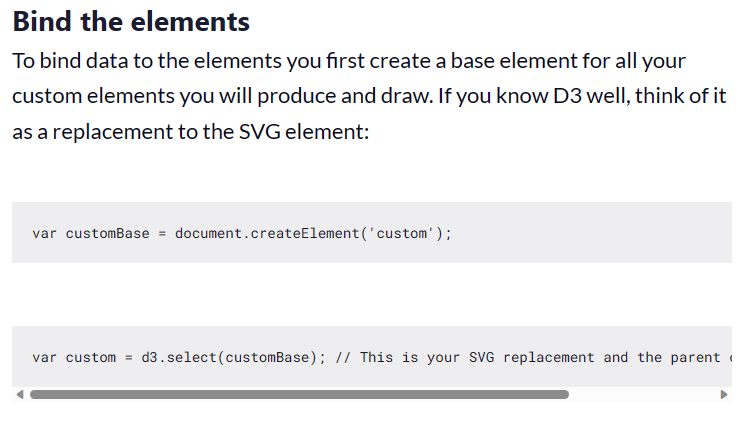 Bind the elements
To bind data to the elements you first create a base element for all your
custom elements you will produce and draw. If you know D3 well, think of it
as a replacement to the SVG element:
var customBase = document.createElement('custom');
var custom = d3.select(customBase); // This is your SVG replacement and the parent